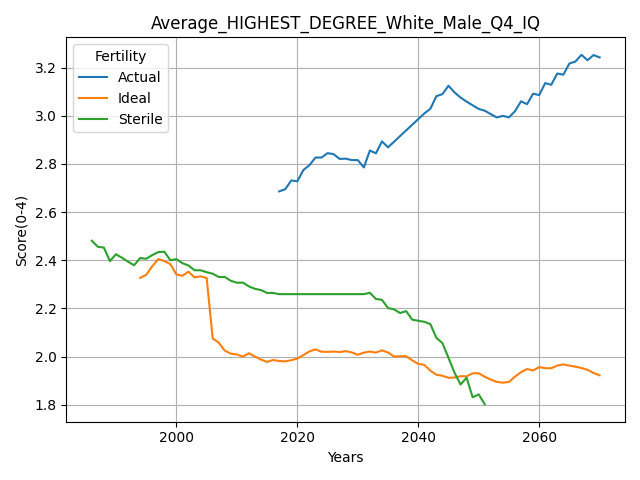 Average_HIGHEST_DEGREE_White_Male_Q4_IQ
Fertility
Actual
Ideal
Sterile
Score(0-4)
3.2
3.0
2.8
2.6
2.4
2.2
2.0
1.8
2000
2020
2040
2060
Years